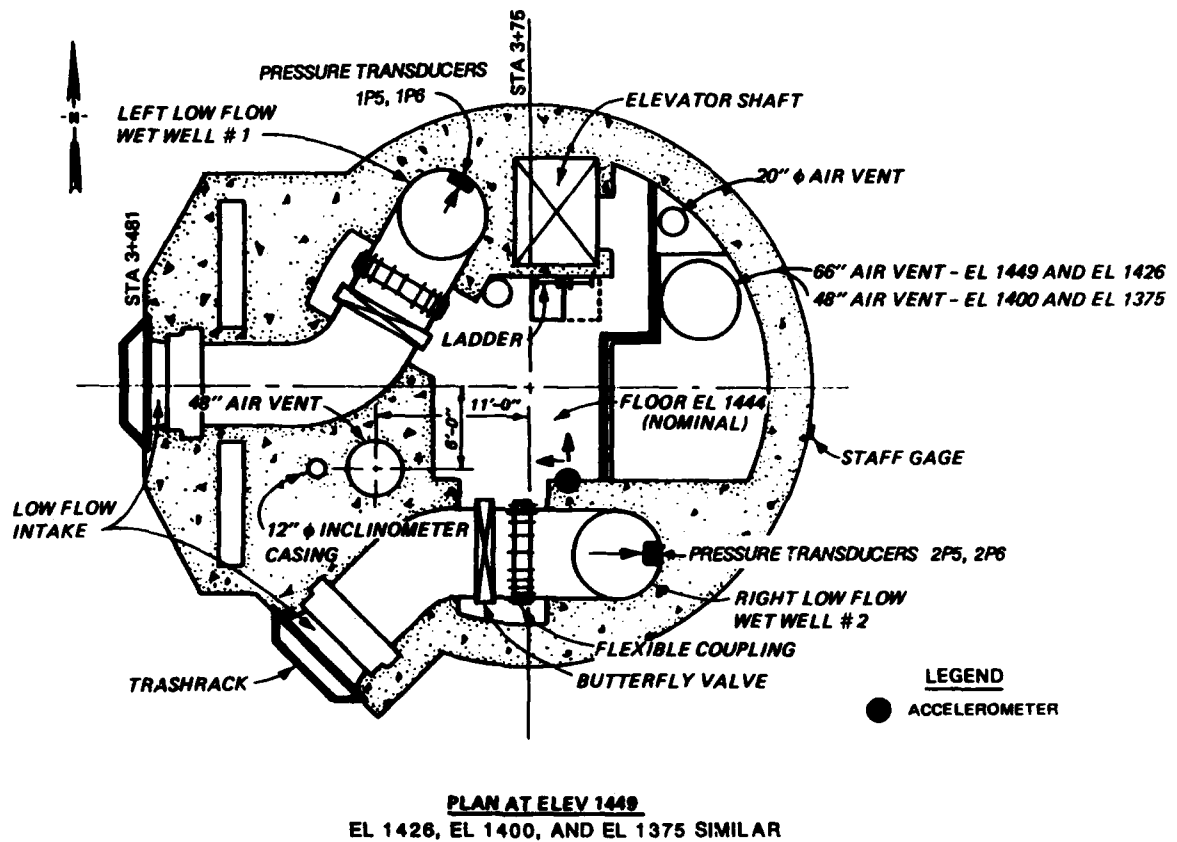 STA 3+75
PRESSURE TRANSDUCERS
1P5, 1P6
ELEVATOR SHAFT
LEFT LOW FLOW
WET WELL #1
N
20" ϕ AIR VENT
STA 3+481
66" AIR VENT - EL 1449 AND EL 1426
48" AIR VENT - EL 1400 AND EL 1375
LADDER
48" AIR VENT
11'-0"
6'-0"
FLOOR EL 1444
(NOMINAL)
STAFF GAGE
LOW FLOW
INTAKE
12" ϕ INCLINOMETER
CASING
PRESSURE TRANSDUCERS 2P5, 2P6
RIGHT LOW FLOW
WET WELL #2
FLEXIBLE COUPLING
TRASHRACK
BUTTERFLY VALVE
LEGEND
ACCELEROMETER
PLAN AT ELEV 1449
EL 1426, EL 1400, AND EL 1375 SIMILAR